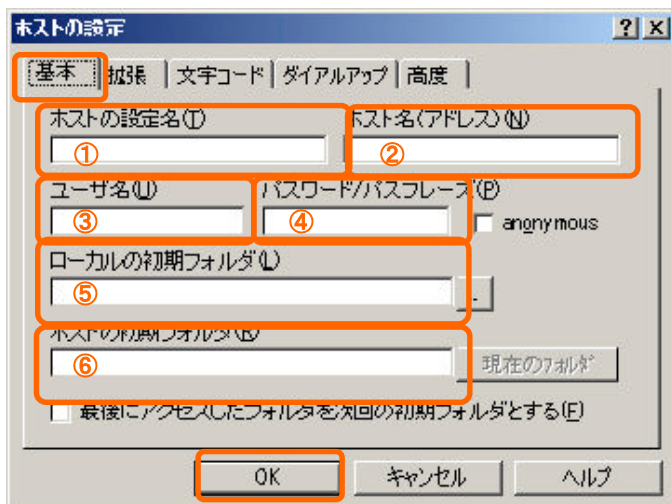 ホストの設定
基本 拡張 文字コード ダイアルアップ 高度
ホストの設定名(T) ホスト名(アドレス)(N)
① ②
ユーザ名(U) パスワード/パスフレーズ(P)
③ ④ anonymous
ローカルの初期フォルダ(L)
⑤ ...
ホストの初期フォルダ(R)
⑥ 現在のフォルダ
最後にアクセスしたフォルダを次回の初期フォルダとする(F)
OK キャンセル ヘルプ